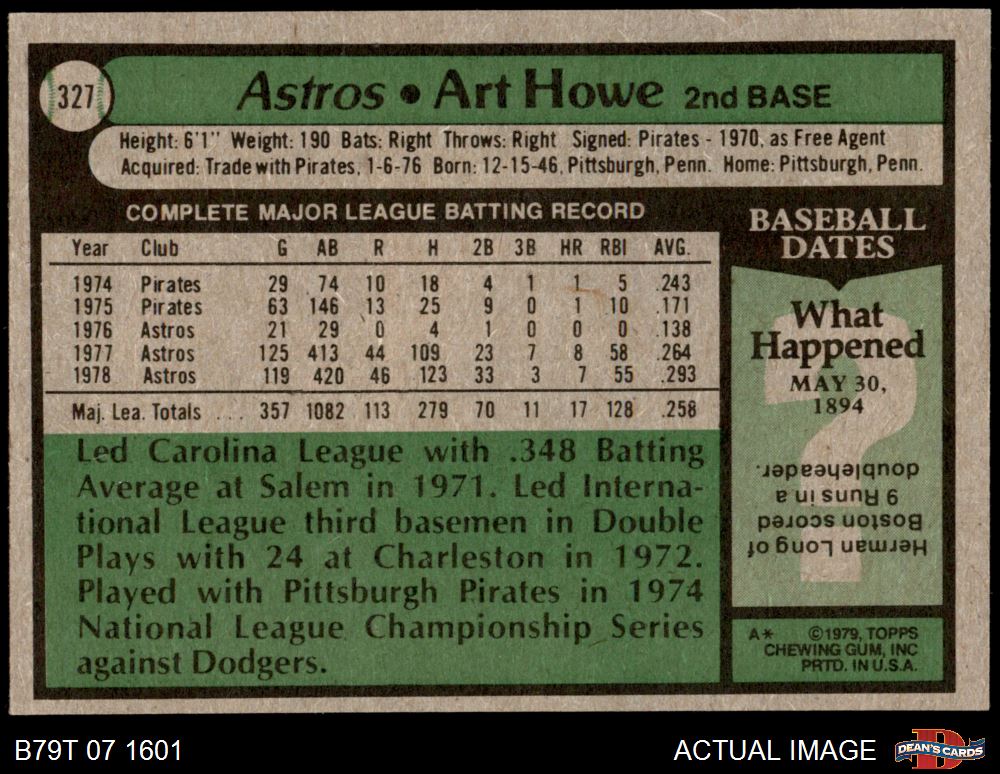 327
Astros • Art Howe 2nd BASE
Height: 6'1" Weight: 190 Bats: Right Throws: Right Signed: Pirates - 1970, as Free Agent
Acquired: Trade with Pirates, 1-6-76 Born: 12-15-46, Pittsburgh, Penn. Home: Pittsburgh, Penn.
COMPLETE MAJOR LEAGUE BATTING RECORD
Year Club G AB R H 2B 3B HR RBI AVG.
1974 Pirates 29 74 10 18 4 1 1 5 .243
1975 Pirates 63 146 13 25 9 0 1 10 .171
1976 Astros 21 29 0 4 1 0 0 0 .138
1977 Astros 125 413 44 109 23 7 8 58 .264
1978 Astros 119 420 46 123 33 3 7 55 .293
Maj. Lea. Totals ... 357 1082 113 279 70 11 17 128 .258
Led Carolina League with .348 Batting
Average at Salem in 1971. Led Interna-
tional League third basemen in Double
Plays with 24 at Charleston in 1972.
Played with Pittsburgh Pirates in 1974
National League Championship Series
against Dodgers.
BASEBALL
DATES
What
Happened
MAY 30,
1894
?
Herman Long of
Boston scored
9 Runs in a
doubleheader.
A* ©1979, TOPPS
CHEWING GUM, INC
PRTD. IN U.S.A.
B79T 07 1601
ACTUAL IMAGE
D
DEAN'S CARDS